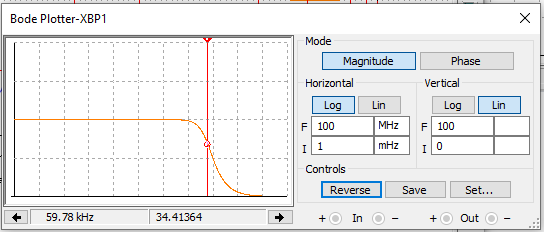 Bode Plotter-XBP1
Mode
Magnitude Phase
Horizontal Vertical
Log Lin Log Lin
F 100 MHz F 100
I 1 mHz I 0
Controls
Reverse Save Set...
59.78 kHz 34.41364
+ In − + Out −